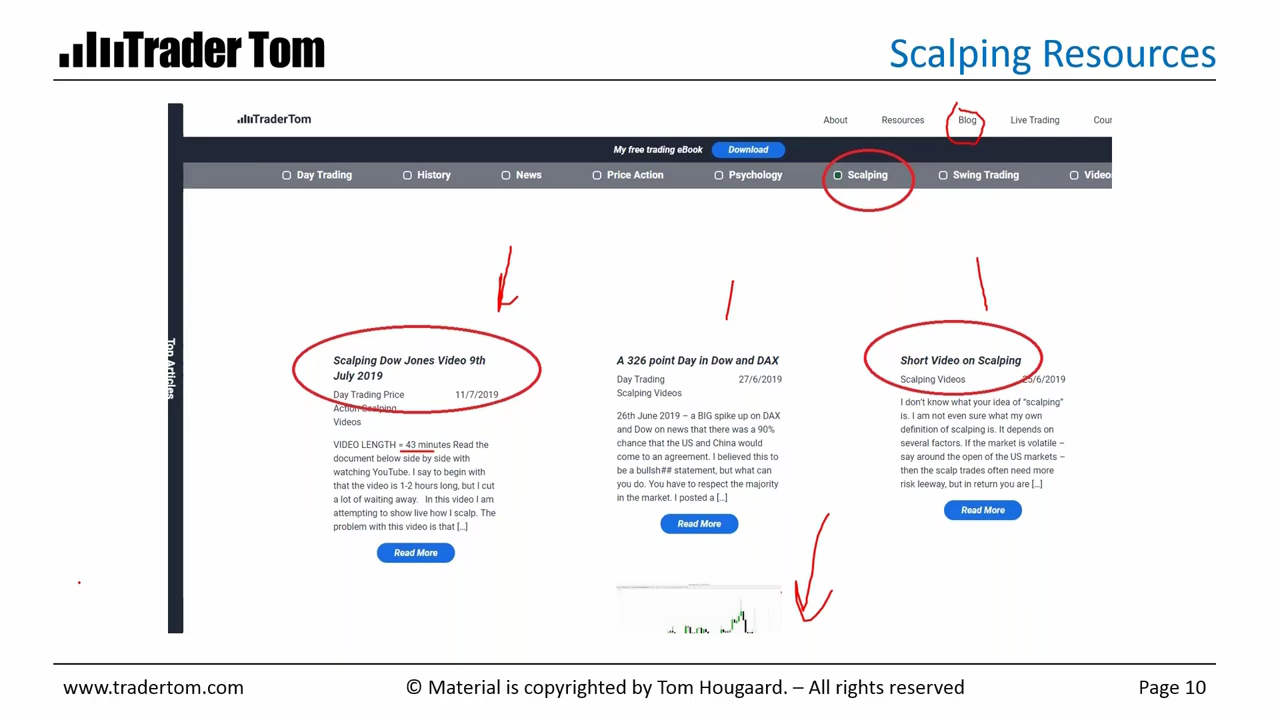 Trader Tom
Scalping Resources
TraderTom
About Resources Blog Live Trading Cour
My free trading eBook Download
Day Trading History News Price Action Psychology Scalping Swing Trading Videos
Top Articles
Scalping Dow Jones Video 9th
July 2019
Day Trading Price 11/7/2019
Action Scalping
Videos
VIDEO LENGTH = 43 minutes Read the
document below side by side with
watching YouTube. I say to begin with
that the video is 1-2 hours long, but I cut
a lot of waiting away. In this video I am
attempting to show live how I scalp. The
problem with this video is that [...]
Read More
A 326 point Day in Dow and DAX
Day Trading 27/6/2019
Scalping Videos
26th June 2019 – a BIG spike up on DAX
and Dow on news that there was a 90%
chance that the US and China would
come to an agreement. I believed this to
be a bullsh## statement, but what can
you do. You have to respect the majority
in the market. I posted a [...]
Read More
Short Video on Scalping
Scalping Videos 25/6/2019
I don't know what your idea of “scalping”
is. I am not even sure what my own
definition of scalping is. It depends on
several factors. If the market is volatile –
say around the open of the US markets –
then the scalp trades often need more
risk leeway, but in return you are [...]
Read More
www.tradertom.com
© Material is copyrighted by Tom Hougaard. – All rights reserved
Page 10